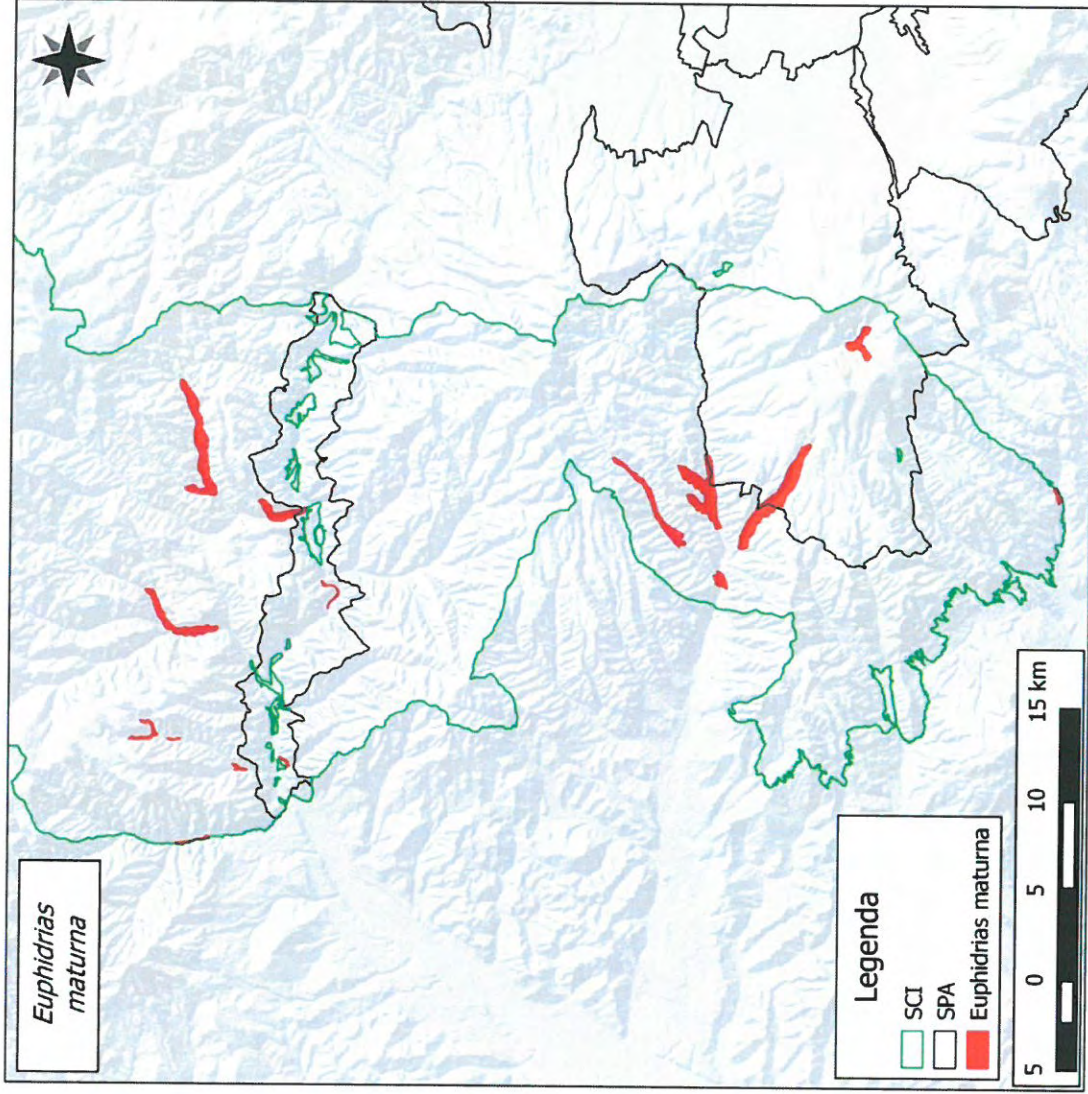 Euphidrias
maturna
Legenda
SCI
SPA
Euphidrias maturna
5 0 5 10 15 km